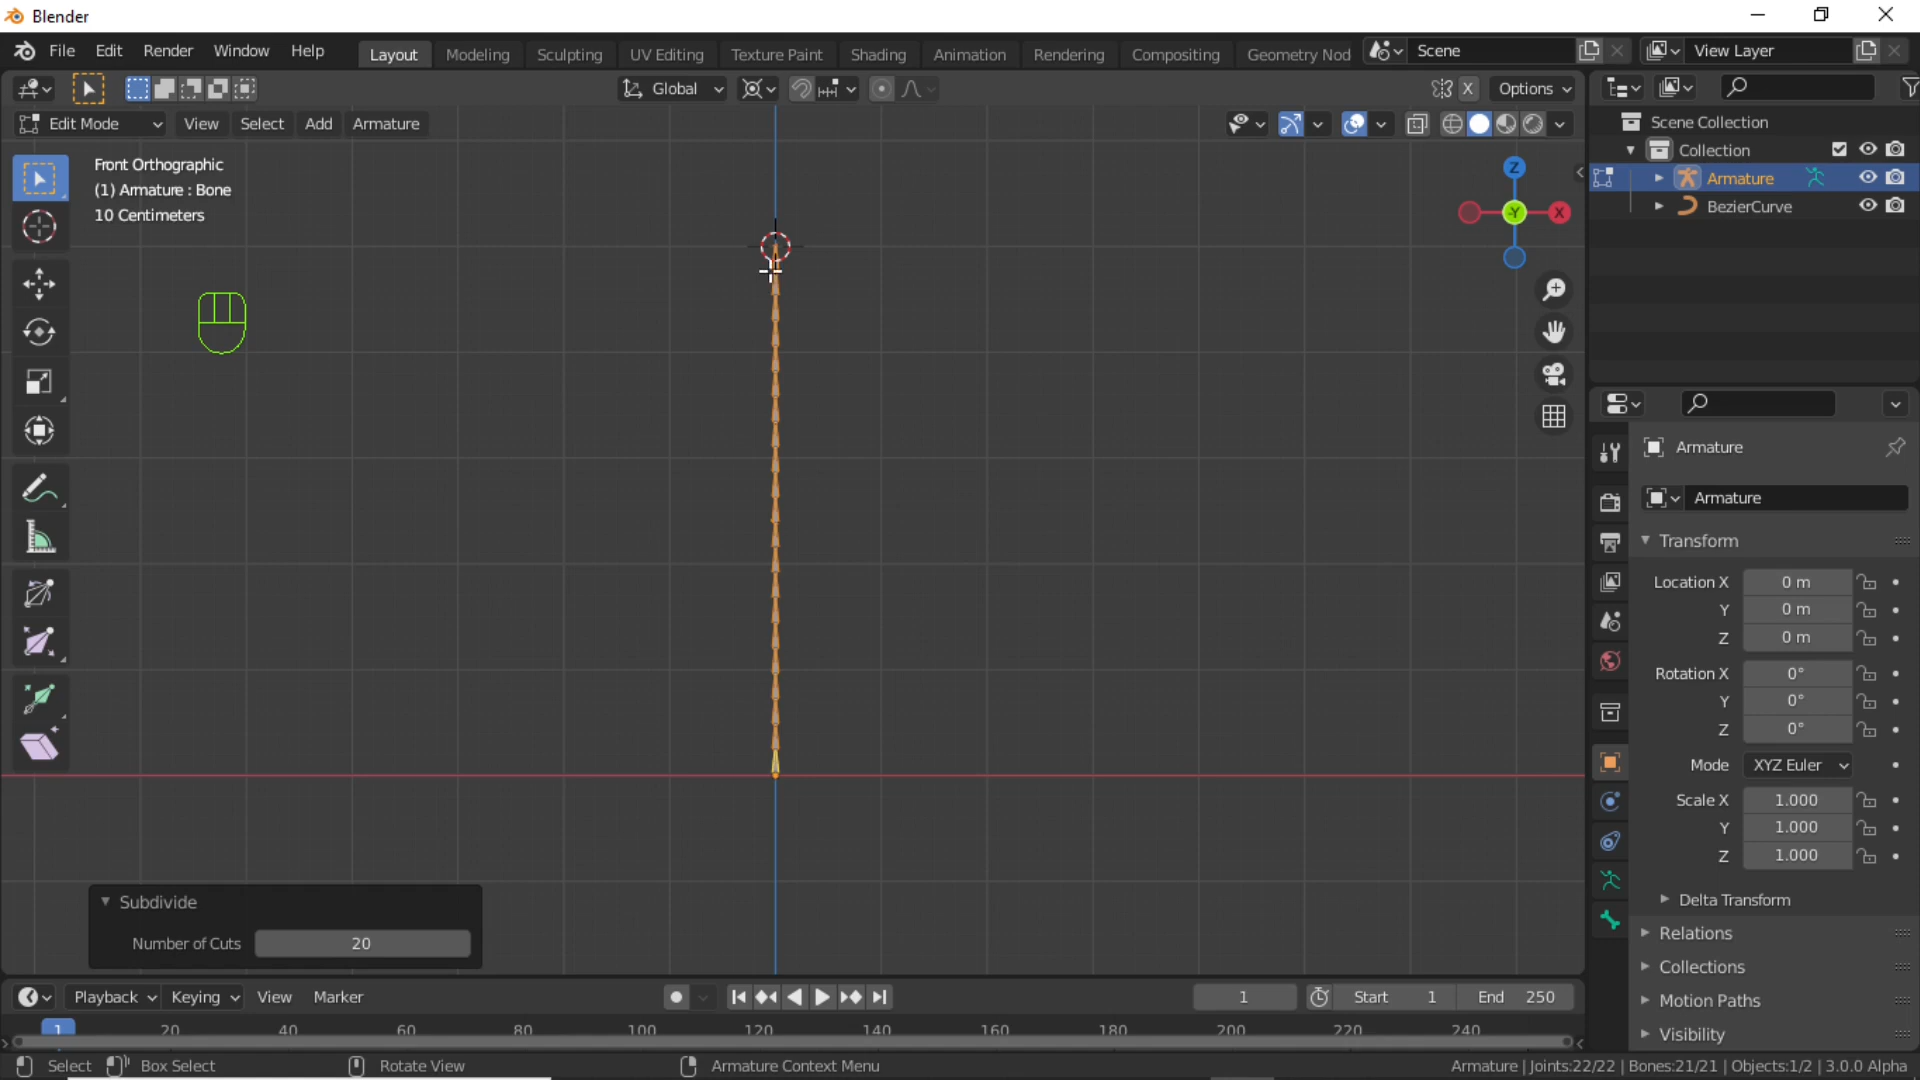 Blender
File Edit Render Window Help Layout Modeling Sculpting UV Editing Texture Paint Shading Animation Rendering Compositing Geometry Nod Scene View Layer
Global X Options
Edit Mode View Select Add Armature
Scene Collection
Collection
Armature
BezierCurve
Front Orthographic
(1) Armature : Bone
10 Centimeters
Z
-Y X
Armature
Armature
Transform
Location X 0 m
Y 0 m
Z 0 m
Rotation X 0°
Y 0°
Z 0°
Mode XYZ Euler
Scale X 1.000
Y 1.000
Z 1.000
Delta Transform
Relations
Collections
Motion Paths
Visibility
Subdivide
Number of Cuts 20
Playback Keying View Marker 1 Start 1 End 250
1 20 40 60 80 100 120 140 160 180 200 220 240
Select Box Select Rotate View Armature Context Menu Armature | Joints:22/22 | Bones:21/21 | Objects:1/2 | 3.0.0 Alpha